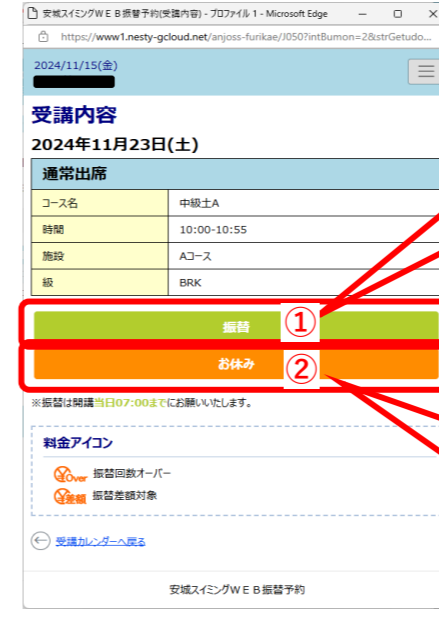 安城スイミングＷＥＢ振替予約(受講内容) - プロファイル 1 - Microsoft Edge
https://www1.nesty-gcloud.net/anjoss-furikae/J050?intBumon=2&strGetudo...
2024/11/15(金)
受講内容
2024年11月23日(土)
通常出席
コース名 中級土A
時間 10:00-10:55
施設 Aコース
級 BRK
振替 ①
お休み ②
※振替は開講当日07:00までにお願いいたします。
料金アイコン
Over 振替回数オーバー
差額 振替差額対象
受講カレンダーへ戻る
安城スイミングＷＥＢ振替予約